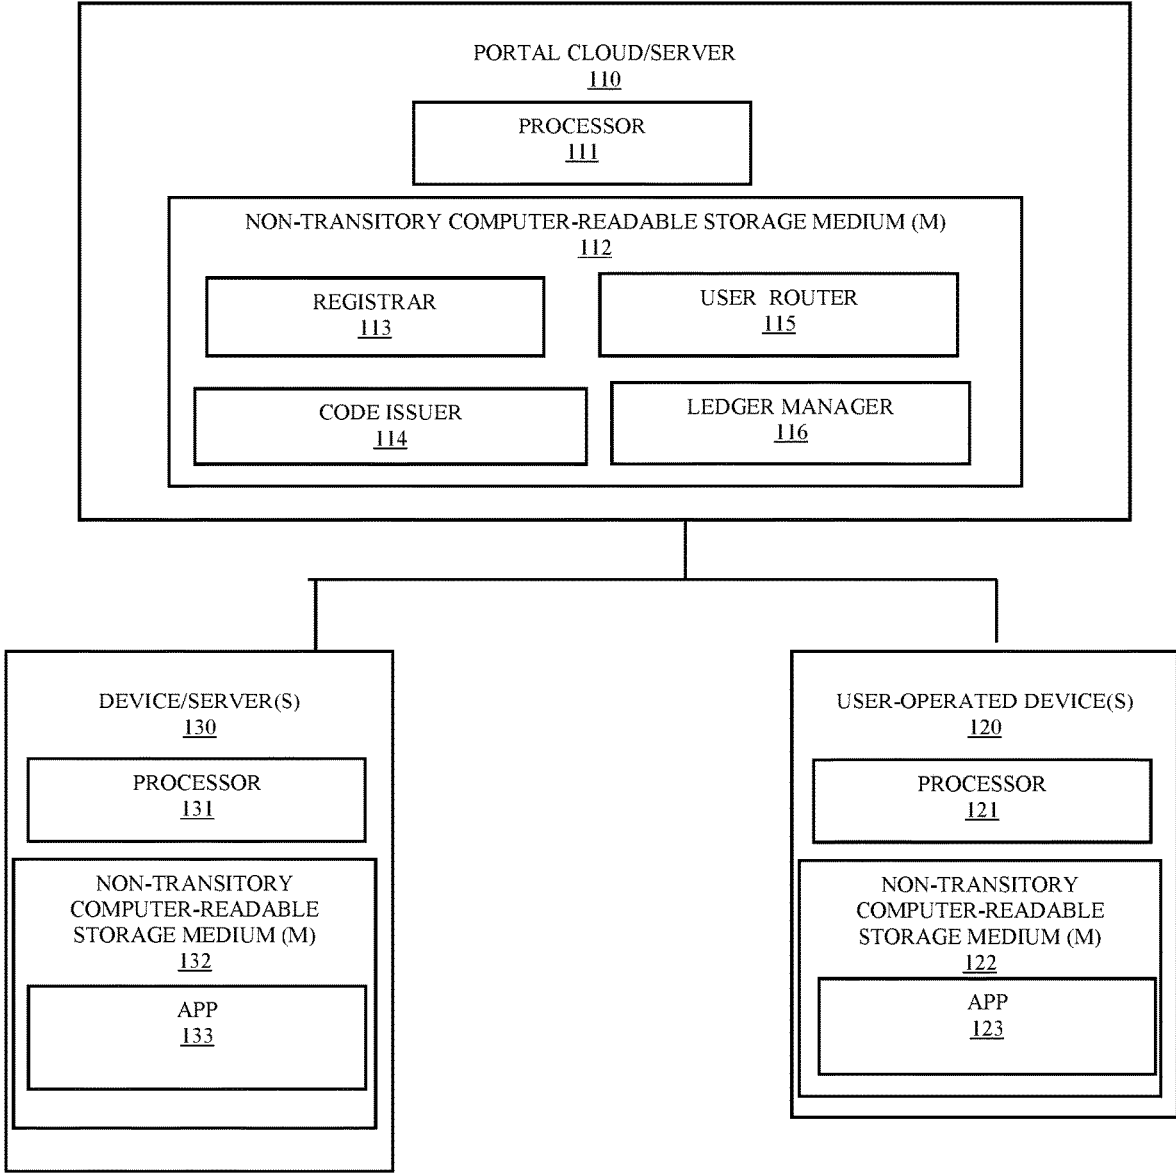 PORTAL CLOUD/SERVER
110
PROCESSOR
111
NON-TRANSITORY COMPUTER-READABLE STORAGE MEDIUM (M)
112
REGISTRAR
113
USER ROUTER
115
CODE ISSUER
114
LEDGER MANAGER
116
DEVICE/SERVER(S)
130
PROCESSOR
131
NON-TRANSITORY
COMPUTER-READABLE
STORAGE MEDIUM (M)
132
APP
133
USER-OPERATED DEVICE(S)
120
PROCESSOR
121
NON-TRANSITORY
COMPUTER-READABLE
STORAGE MEDIUM (M)
122
APP
123